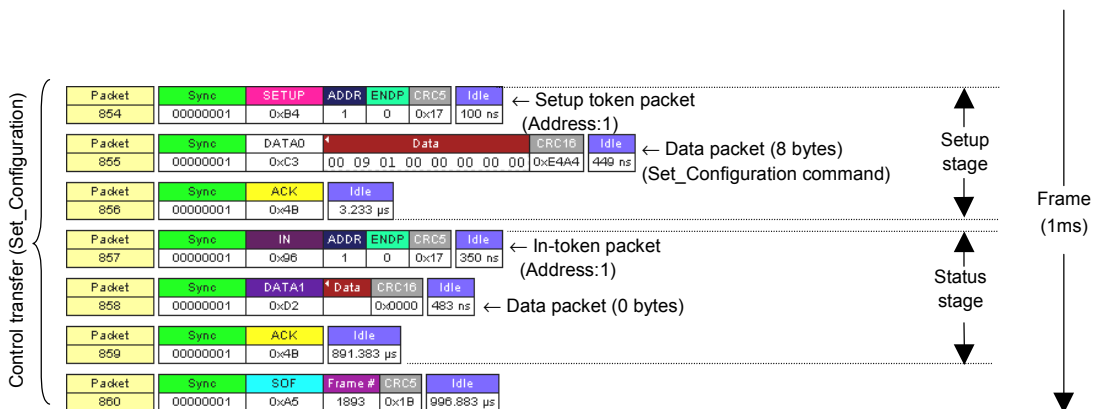 Control transfer (Set_Configuration)
Packet Sync SETUP ADDR ENDP CRC5 Idle
854 00000001 0xB4 1 0 0x17 100 ns
← Setup token packet
(Address:1)
Packet Sync DATA0 Data CRC16 Idle
855 00000001 0xC3 00 09 01 00 00 00 00 00 0xE4A4 449 ns
← Data packet (8 bytes)
(Set_Configuration command)
Setup
stage
Packet Sync ACK Idle
856 00000001 0x4B 3.233 µs
Frame
(1ms)
Packet Sync IN ADDR ENDP CRC5 Idle
857 00000001 0x96 1 0 0x17 350 ns
← In-token packet
(Address:1)
Packet Sync DATA1 Data CRC16 Idle
858 00000001 0xD2 0x0000 483 ns
← Data packet (0 bytes)
Status
stage
Packet Sync ACK Idle
859 00000001 0x4B 891.383 µs
Packet Sync SOF Frame # CRC5 Idle
860 00000001 0xA5 1893 0x1B 996.883 µs